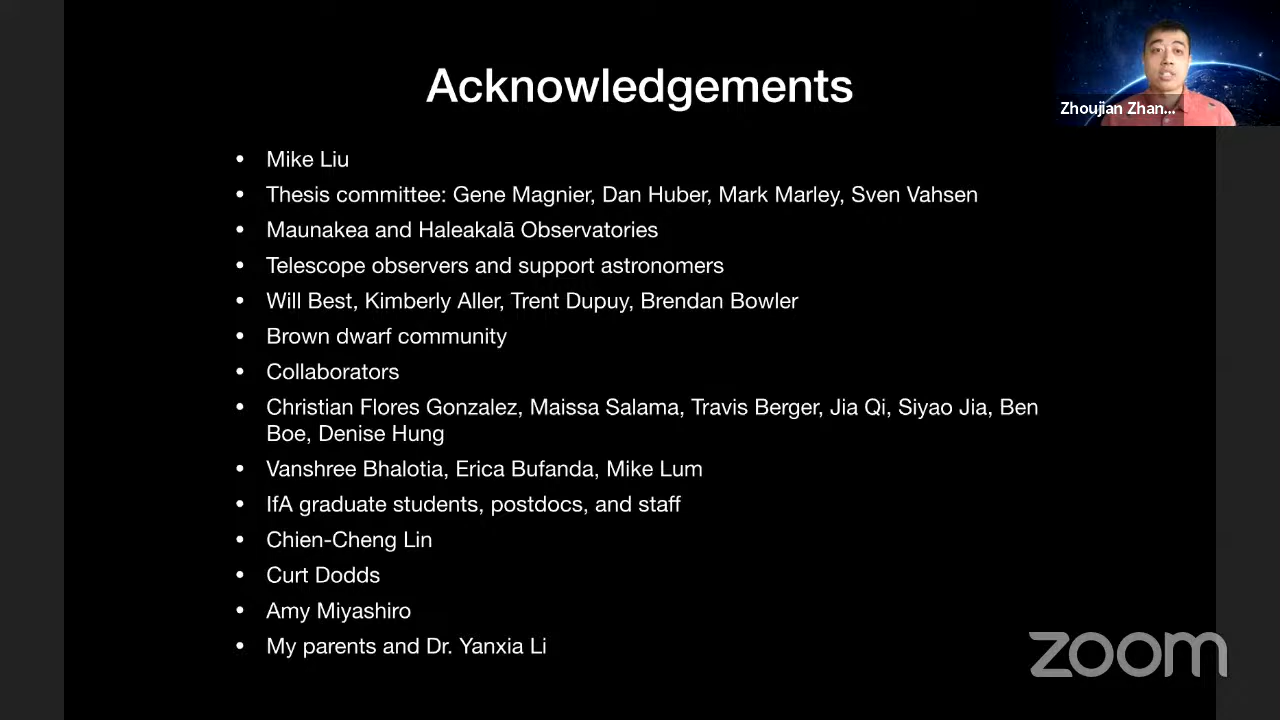 Acknowledgements
Zhoujian Zhan...
• Mike Liu
• Thesis committee: Gene Magnier, Dan Huber, Mark Marley, Sven Vahsen
• Maunakea and Haleakalā Observatories
• Telescope observers and support astronomers
• Will Best, Kimberly Aller, Trent Dupuy, Brendan Bowler
• Brown dwarf community
• Collaborators
• Christian Flores Gonzalez, Maissa Salama, Travis Berger, Jia Qi, Siyao Jia, Ben
Boe, Denise Hung
• Vanshree Bhalotia, Erica Bufanda, Mike Lum
• IfA graduate students, postdocs, and staff
• Chien-Cheng Lin
• Curt Dodds
• Amy Miyashiro
• My parents and Dr. Yanxia Li
zoom